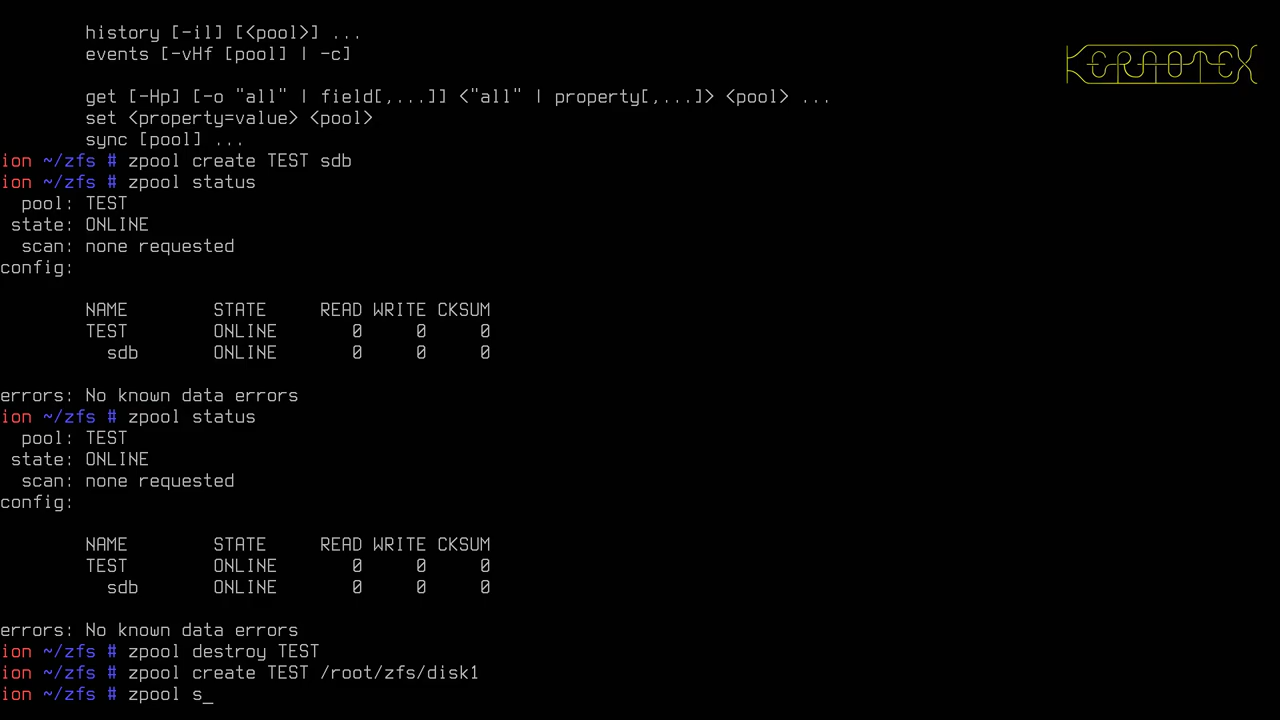 history [-il] [<pool>] ...
events [-vHf [pool] | -c]
get [-Hp] [-o "all" | field[,...]] <"all" | property[,...]> <pool> ...
set <property=value> <pool>
sync [pool] ...
ion ~/zfs # zpool create TEST sdb
ion ~/zfs # zpool status
pool: TEST
state: ONLINE
scan: none requested
config:
NAME STATE READ WRITE CKSUM
TEST ONLINE 0 0 0
sdb ONLINE 0 0 0
errors: No known data errors
ion ~/zfs # zpool status
pool: TEST
state: ONLINE
scan: none requested
config:
NAME STATE READ WRITE CKSUM
TEST ONLINE 0 0 0
sdb ONLINE 0 0 0
errors: No known data errors
ion ~/zfs # zpool destroy TEST
ion ~/zfs # zpool create TEST /root/zfs/disk1
ion ~/zfs # zpool s_